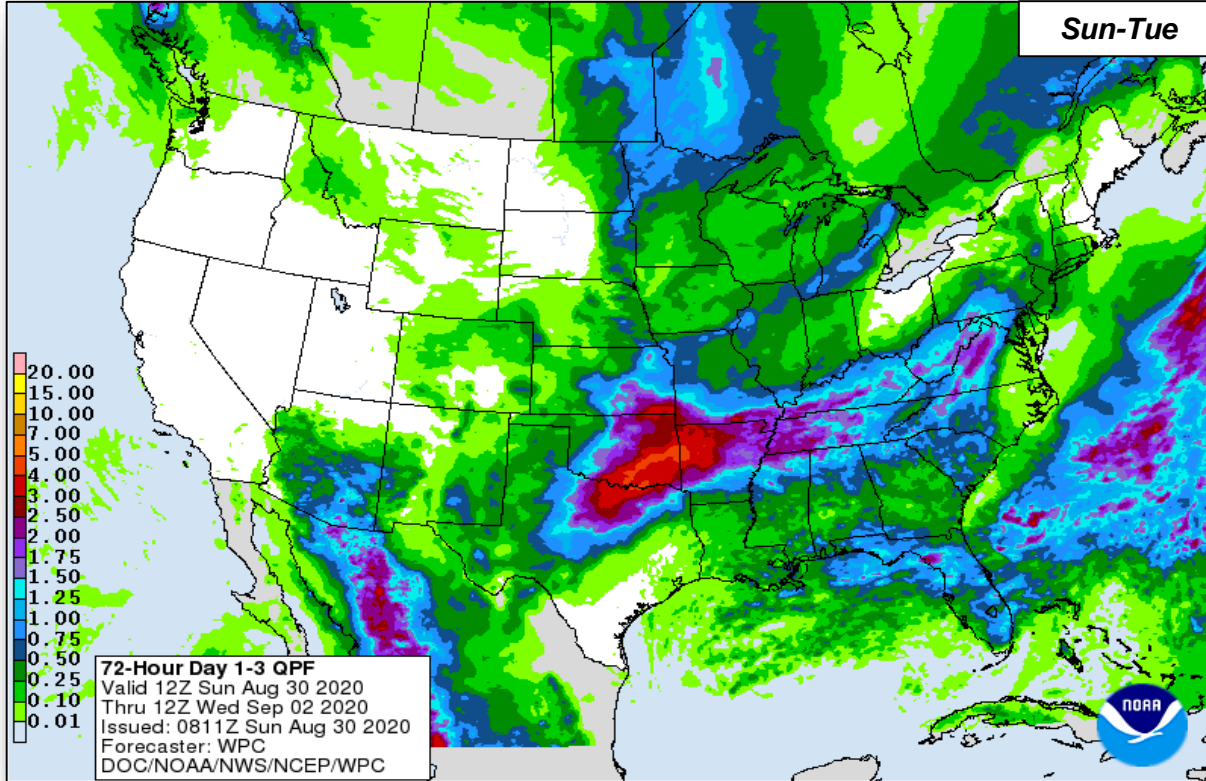 Sun-Tue
20.00
15.00
10.00
7.00
5.00
4.00
3.00
2.50
2.00
1.75
1.50
1.25
1.00
0.75
0.50
0.25
0.10
0.01
72-Hour Day 1-3 QPF
Valid 12Z Sun Aug 30 2020
Thru 12Z Wed Sep 02 2020
Issued: 0811Z Sun Aug 30 2020
Forecaster: WPC
DOC/NOAA/NWS/NCEP/WPC
NOAA